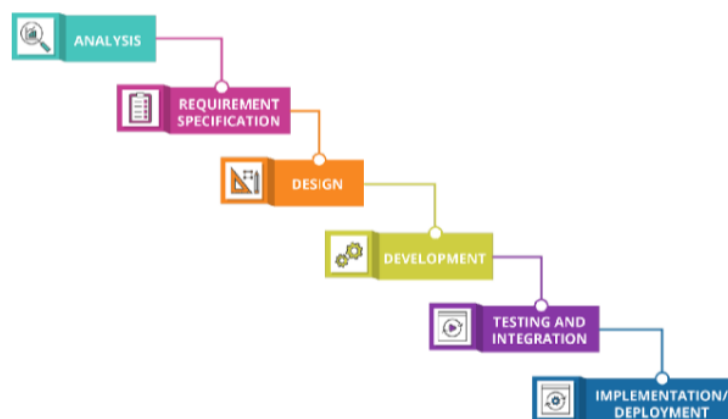 ANALYSIS
REQUIREMENT
SPECIFICATION
DESIGN
DEVELOPMENT
TESTING AND
INTEGRATION
IMPLEMENTATION/
DEPLOYMENT